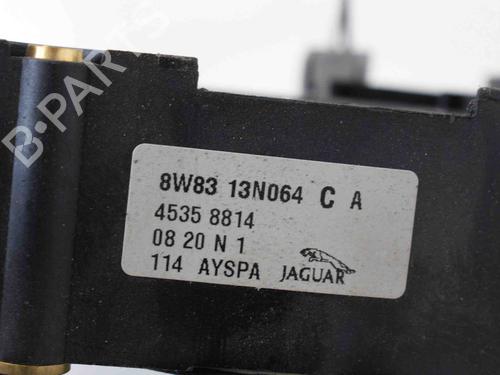 B-PARTS
8W83 13N064 C A
4535 8814
08 20 N 1
114 AYSPA JAGUAR